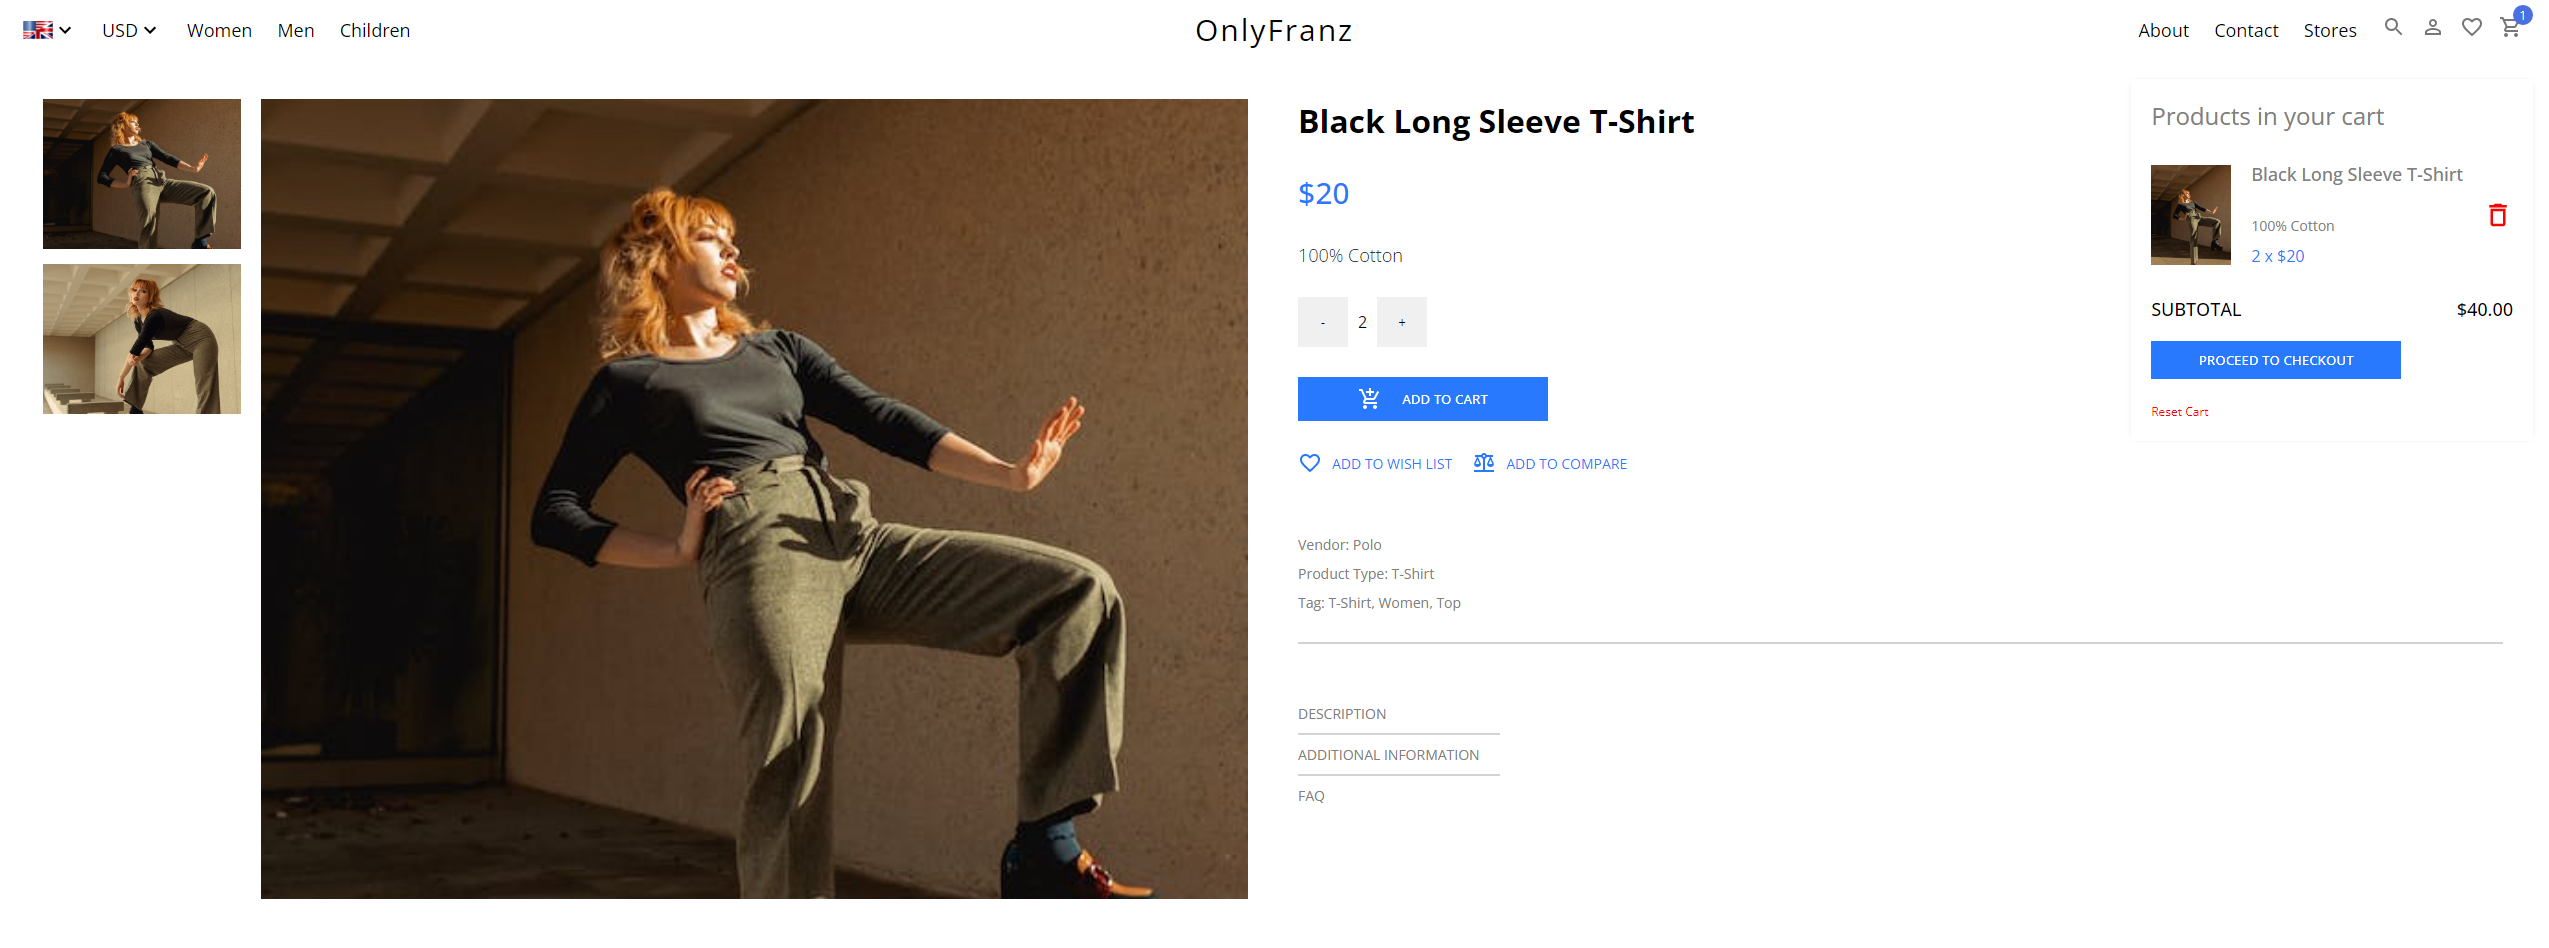 USD
Women
Men
Children
OnlyFranz
About
Contact
Stores
1
Black Long Sleeve T-Shirt
$20
100% Cotton
- 2 +
ADD TO CART
ADD TO WISH LIST
ADD TO COMPARE
Vendor: Polo
Product Type: T-Shirt
Tag: T-Shirt, Women, Top
DESCRIPTION
ADDITIONAL INFORMATION
FAQ
Products in your cart
Black Long Sleeve T-Shirt
100% Cotton
2 x $20
SUBTOTAL $40.00
PROCEED TO CHECKOUT
Reset Cart